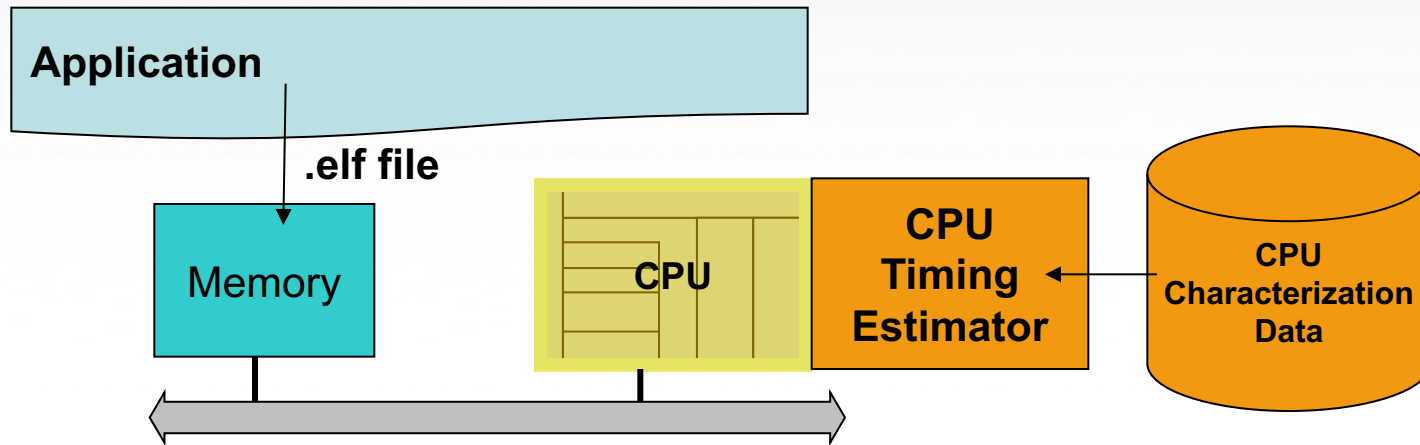 Application
.elf file
Memory
CPU
CPU
Timing
Estimator
CPU
Characterization
Data